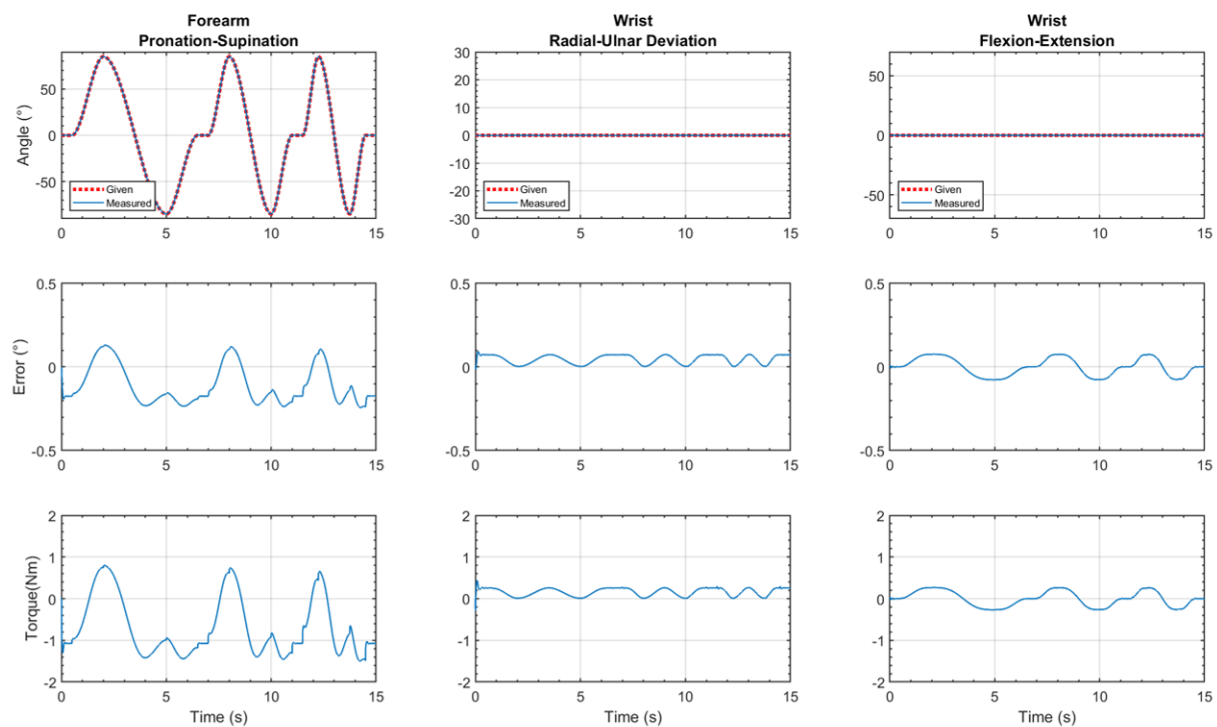 Forearm
Pronation-Supination
Wrist
Radial-Ulnar Deviation
Wrist
Flexion-Extension
Angle (°)
50
0
-50
Given
Measured
0 5 10 15
30
20
10
0
-10
-20
-30
Given
Measured
0 5 10 15
50
0
-50
Given
Measured
0 5 10 15
Error (°)
0.5
0
-0.5
0 5 10 15
0.5
0
-0.5
0 5 10 15
0.5
0
-0.5
0 5 10 15
Torque(Nm)
2
1
0
-1
-2
0 5 10 15
Time (s)
2
1
0
-1
-2
0 5 10 15
Time (s)
2
1
0
-1
-2
0 5 10 15
Time (s)